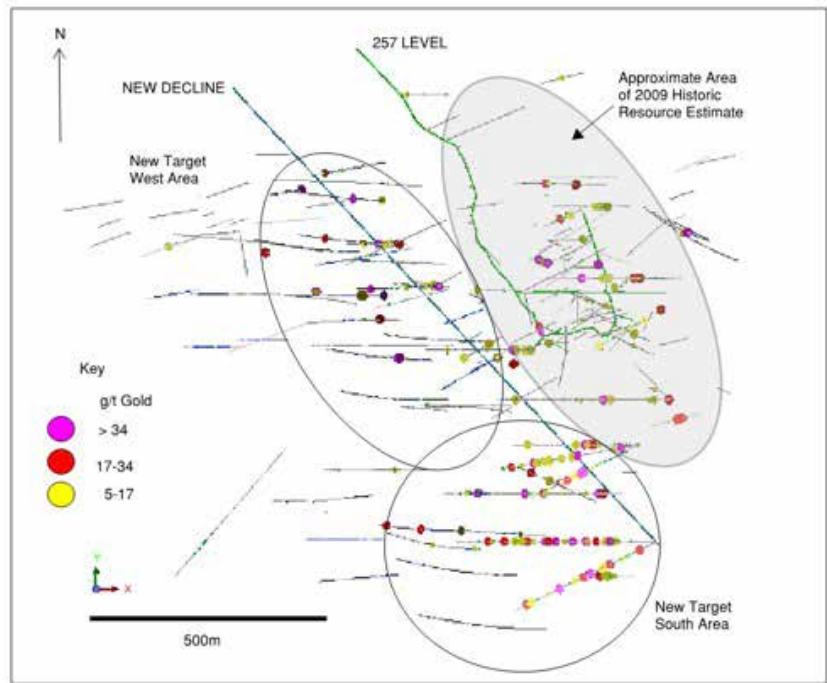 N
257 LEVEL
NEW DECLINE
Approximate Area
of 2009 Historic
Resource Estimate
New Target
West Area
Key
g/t Gold
> 34
17-34
5-17
Y
X
500m
New Target
South Area